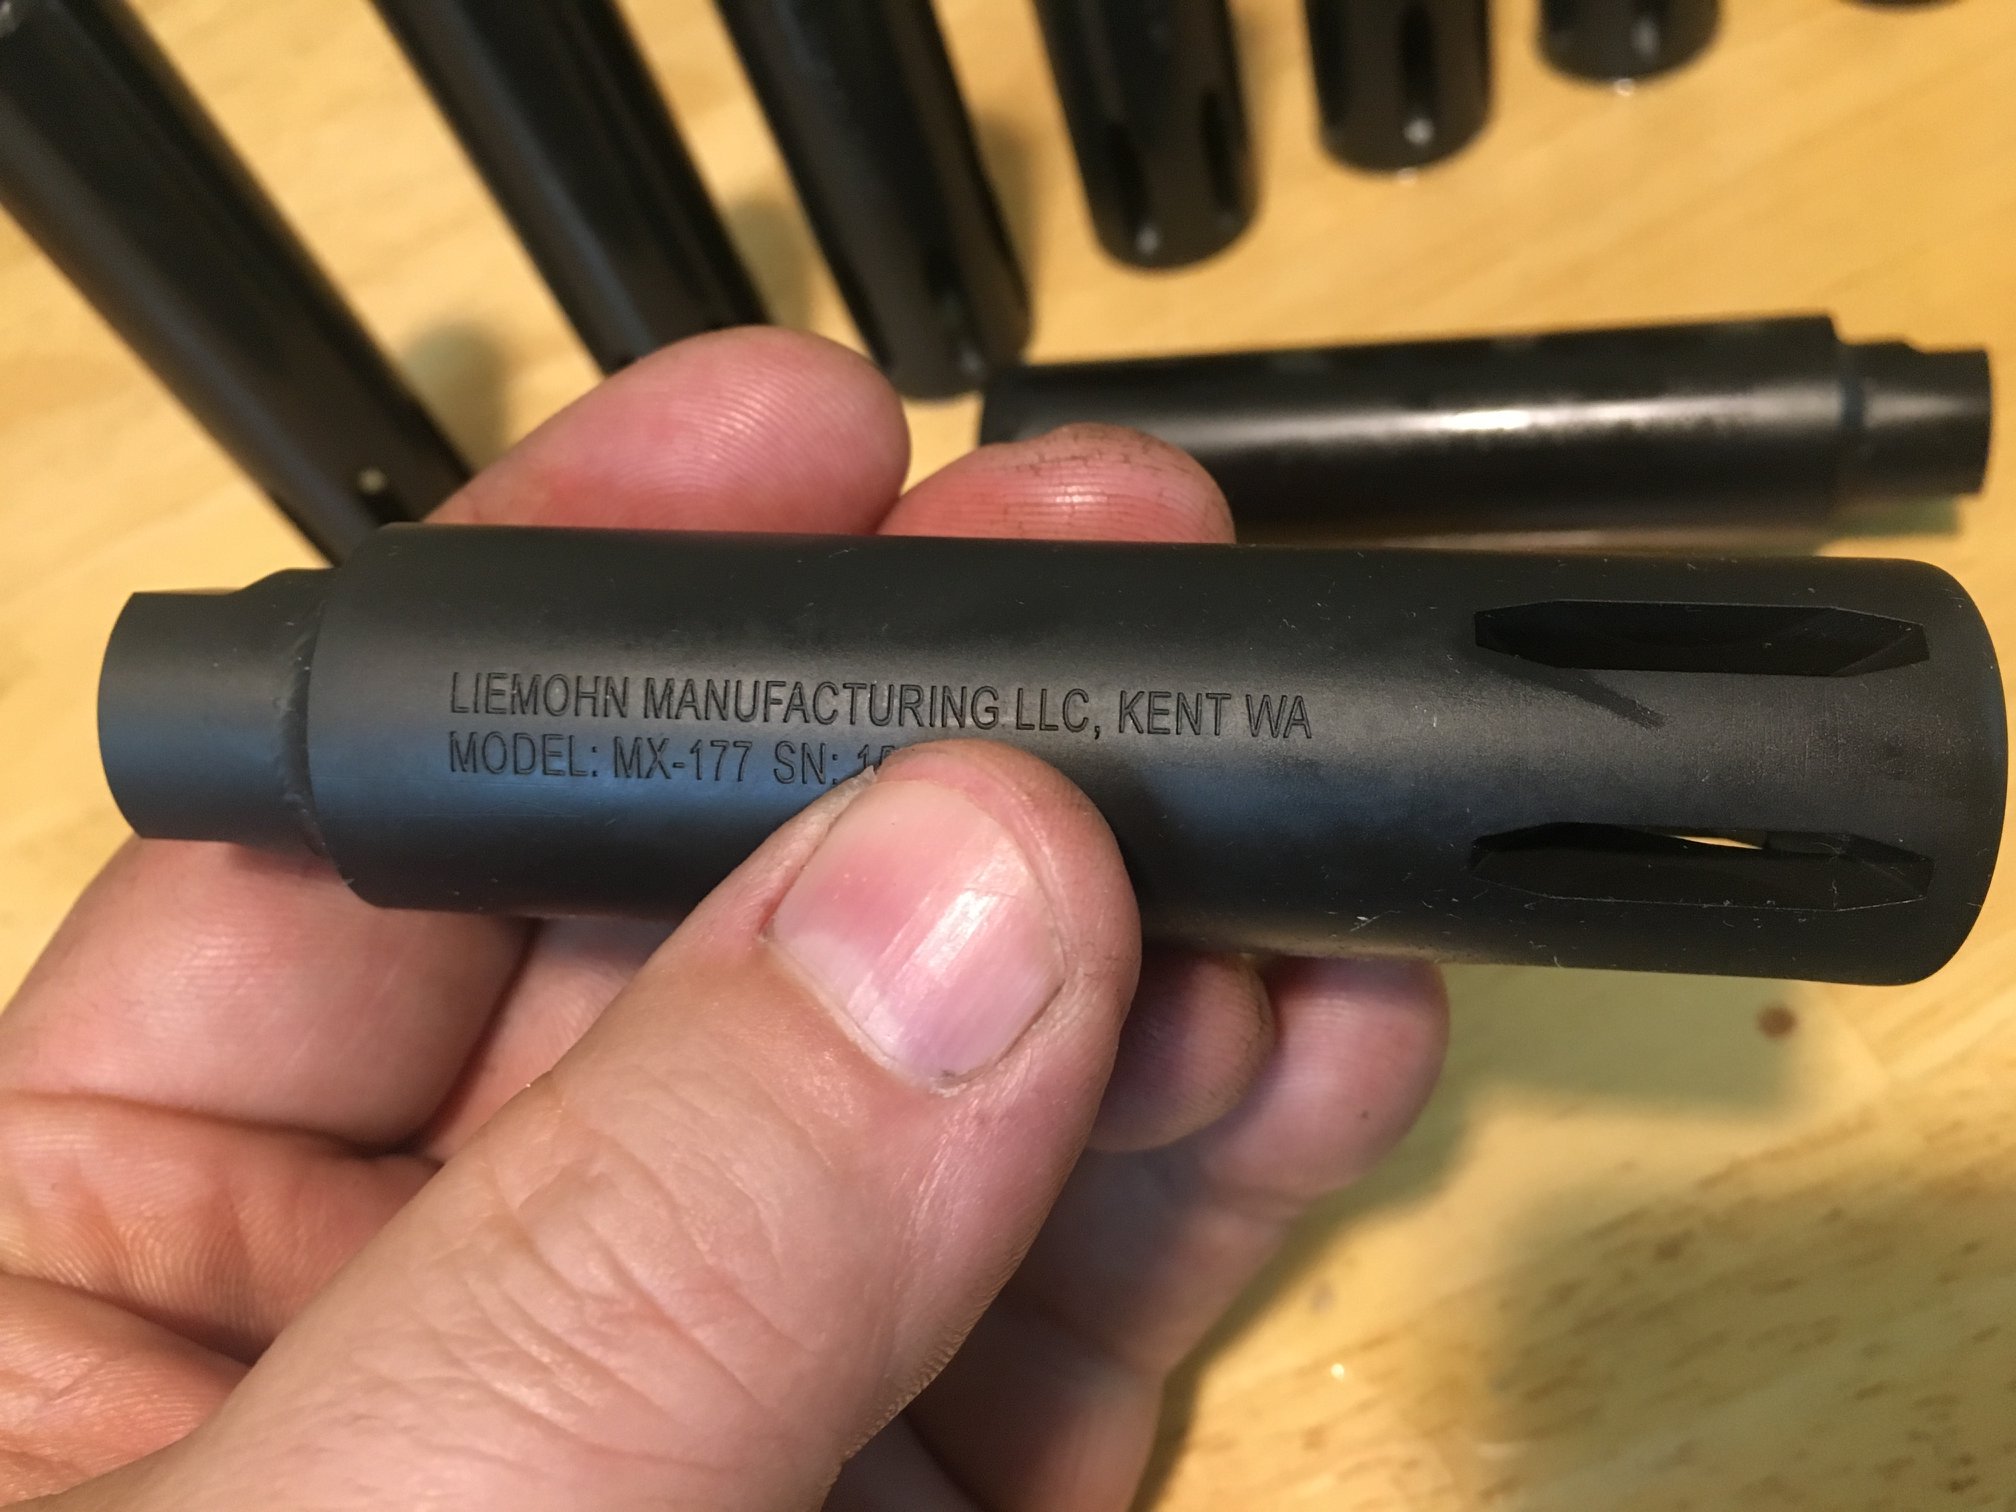 LIEMOHN MANUFACTURING LLC, KENT WA
MODEL: MX-177 SN: